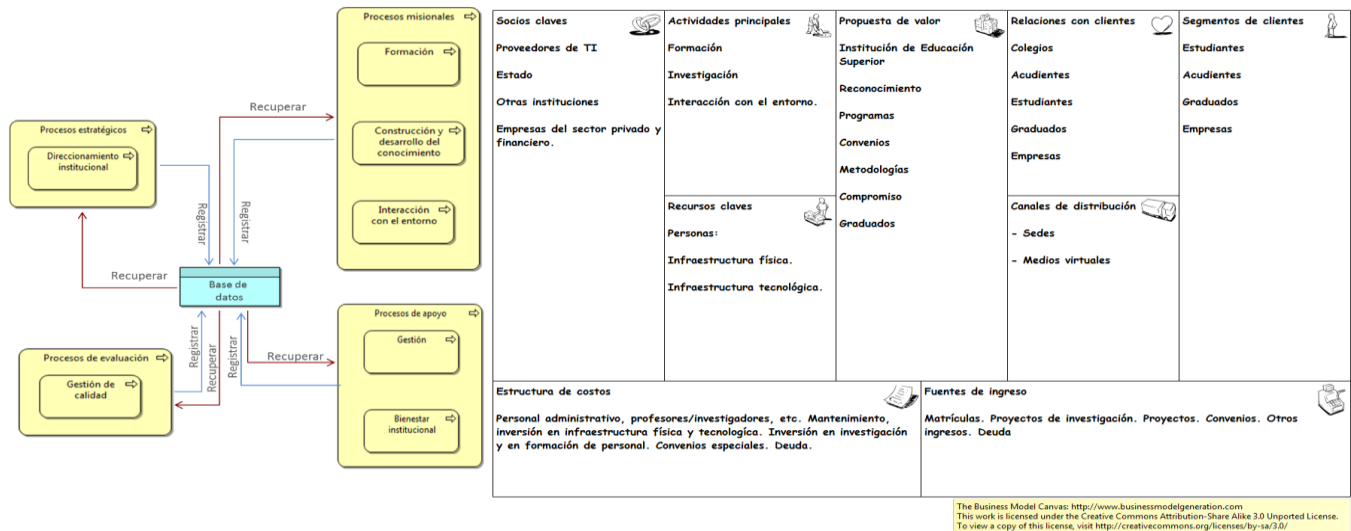 Procesos misionales
Formación
Construcción y
desarrollo del
conocimiento
Interacción
con el entorno
Recuperar
Procesos estratégicos
Direccionamiento
institucional
Registrar
Registrar
Recuperar
Base de
datos
Procesos de evaluación
Gestión de
calidad
Registrar
Recuperar
Registrar
Recuperar
Procesos de apoyo
Gestión
Bienestar
institucional
Socios claves
Proveedores de TI
Estado
Otras instituciones
Empresas del sector privado y
financiero.
Actividades principales
Formación
Investigación
Interacción con el entorno.
Recursos claves
Personas:
Infraestructura física.
Infraestructura tecnológica.
Propuesta de valor
Institución de Educación
Superior
Reconocimiento
Programas
Convenios
Metodologías
Compromiso
Graduados
Relaciones con clientes
Colegios
Acudientes
Estudiantes
Graduados
Empresas
Canales de distribución
- Sedes
- Medios virtuales
Segmentos de clientes
Estudiantes
Acudientes
Graduados
Empresas
Estructura de costos
Personal administrativo, profesores/investigadores, etc. Mantenimiento,
inversión en infraestructura física y tecnología. Inversión en investigación
y en formación de personal. Convenios especiales. Deuda.
Fuentes de ingreso
Matrículas. Proyectos de investigación. Proyectos. Convenios. Otros
ingresos. Deuda
The Business Model Canvas: http://www.businessmodelgeneration.com
This work is licensed under the Creative Commons Attribution-Share Alike 3.0 Unported License.
To view a copy of this license, visit http://creativecommons.org/licenses/by-sa/3.0/